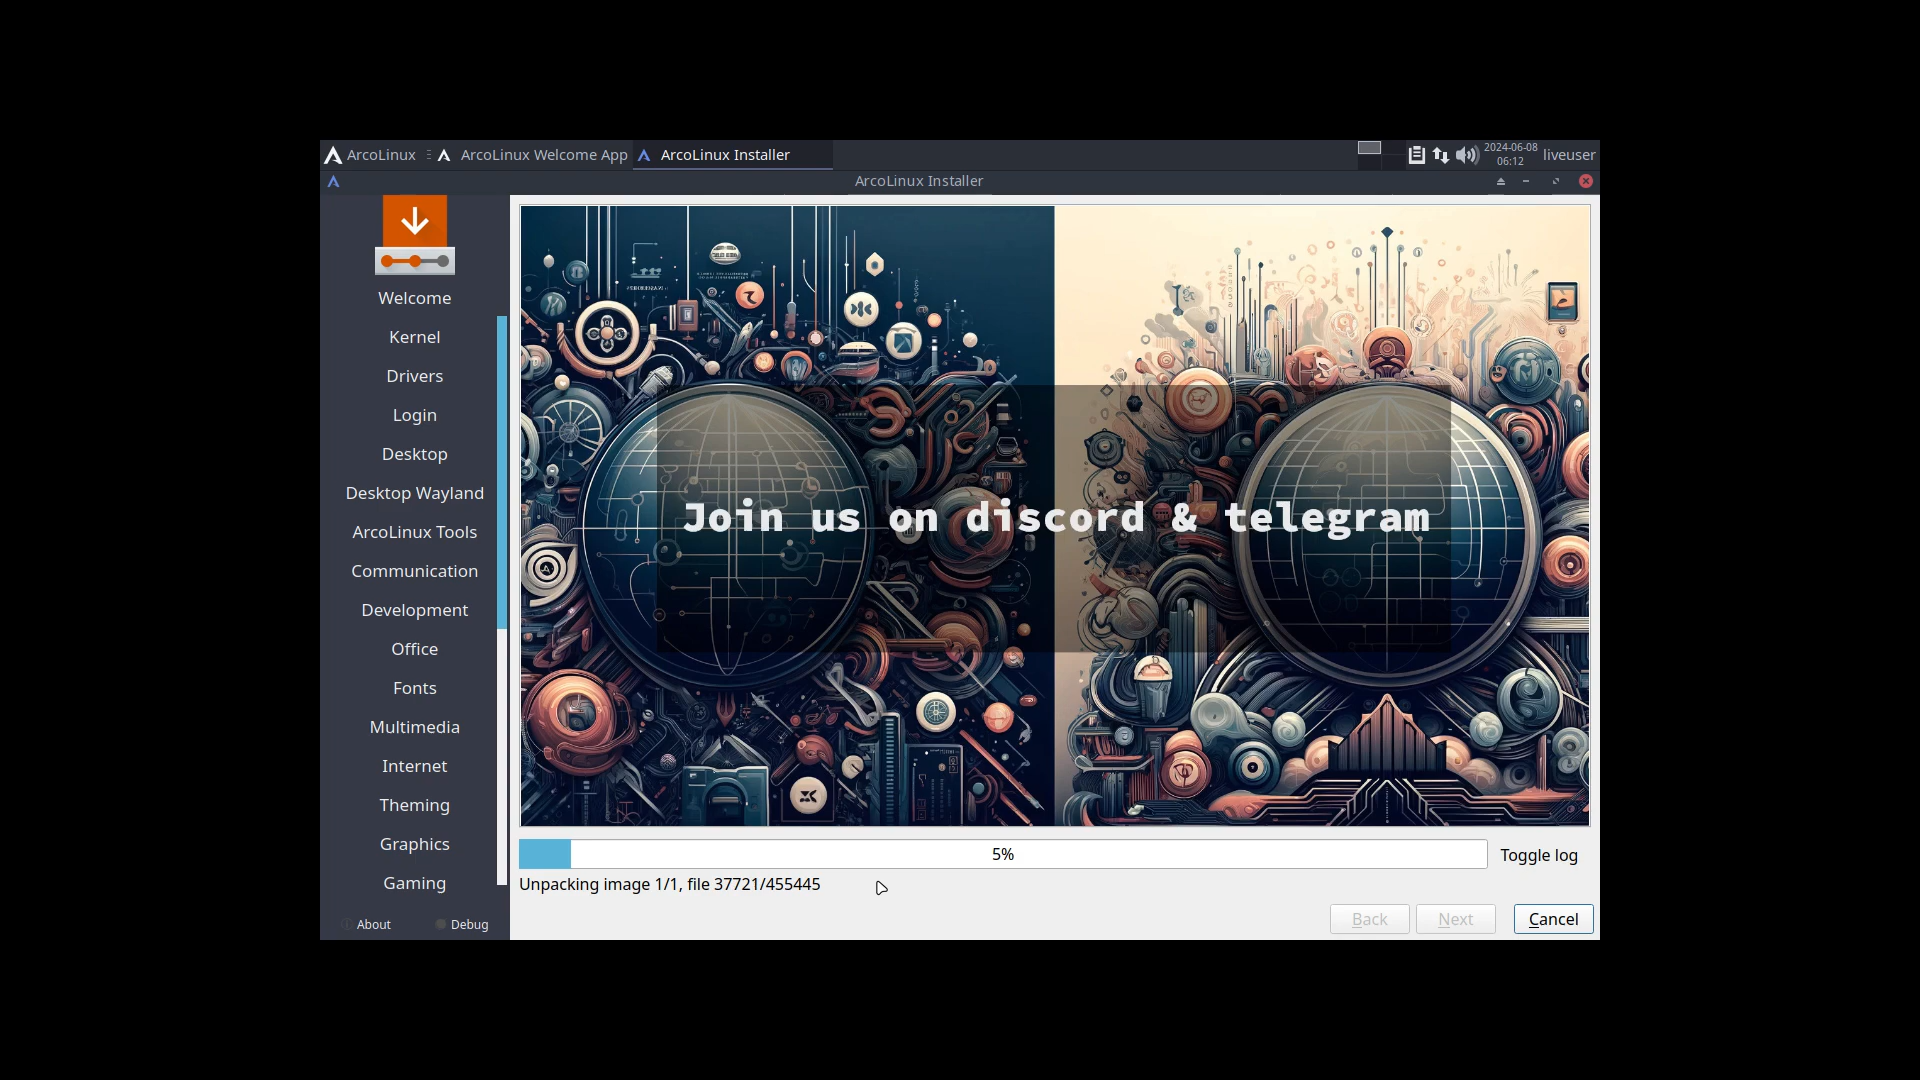 ArcoLinux
ArcoLinux Welcome App
ArcoLinux Installer
2024-06-08
06:12
liveuser
ArcoLinux Installer
Welcome
Kernel
Drivers
Login
Desktop
Desktop Wayland
ArcoLinux Tools
Communication
Development
Office
Fonts
Multimedia
Internet
Theming
Graphics
Gaming
About
Debug
Join us on discord & telegram
5%
Toggle log
Unpacking image 1/1, file 37721/455445
Back
Next
Cancel